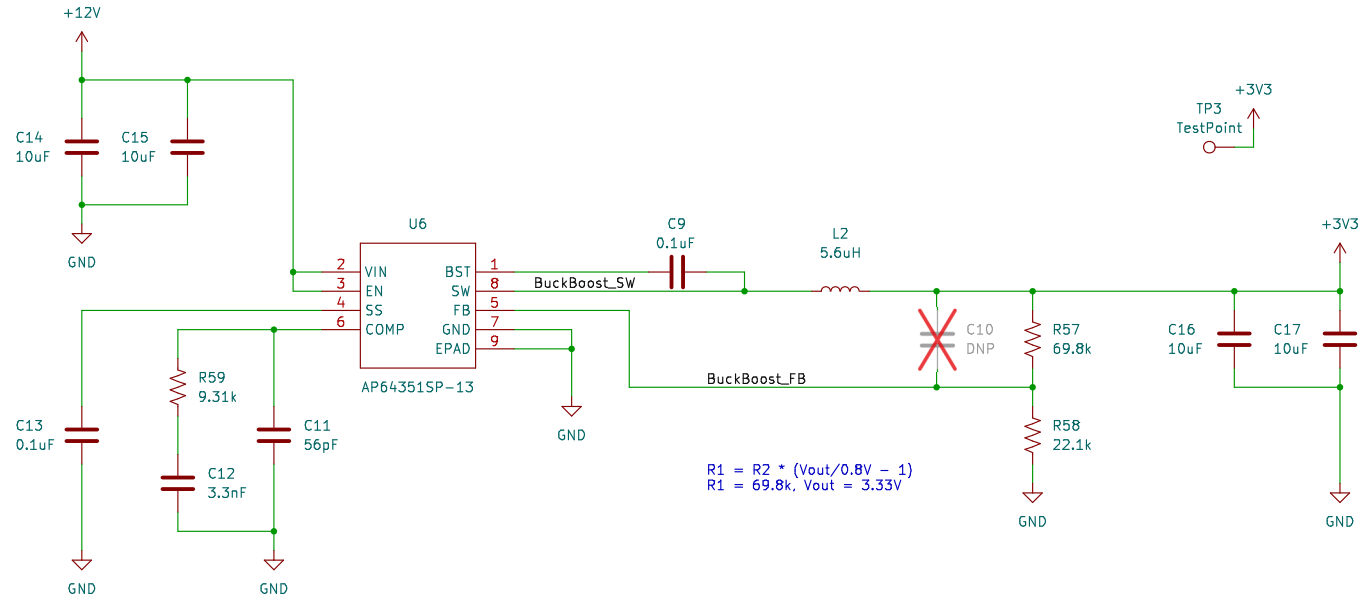 +12V
C14
10uF
C15
10uF
GND
U6
2
VIN
3
EN
4
SS
6
COMP
BST
1
SW
8
FB
5
GND
7
EPAD
9
AP64351SP-13
GND
C9
0.1uF
BuckBoost_SW
L2
5.6uH
BuckBoost_FB
C10
DNP
R57
69.8k
R58
22.1k
GND
TP3
TestPoint
+3V3
+3V3
C16
10uF
C17
10uF
GND
R59
9.31k
C13
0.1uF
C11
56pF
C12
3.3nF
GND
GND
R1 = R2 * (Vout/0.8V - 1)
R1 = 69.8k, Vout = 3.33V